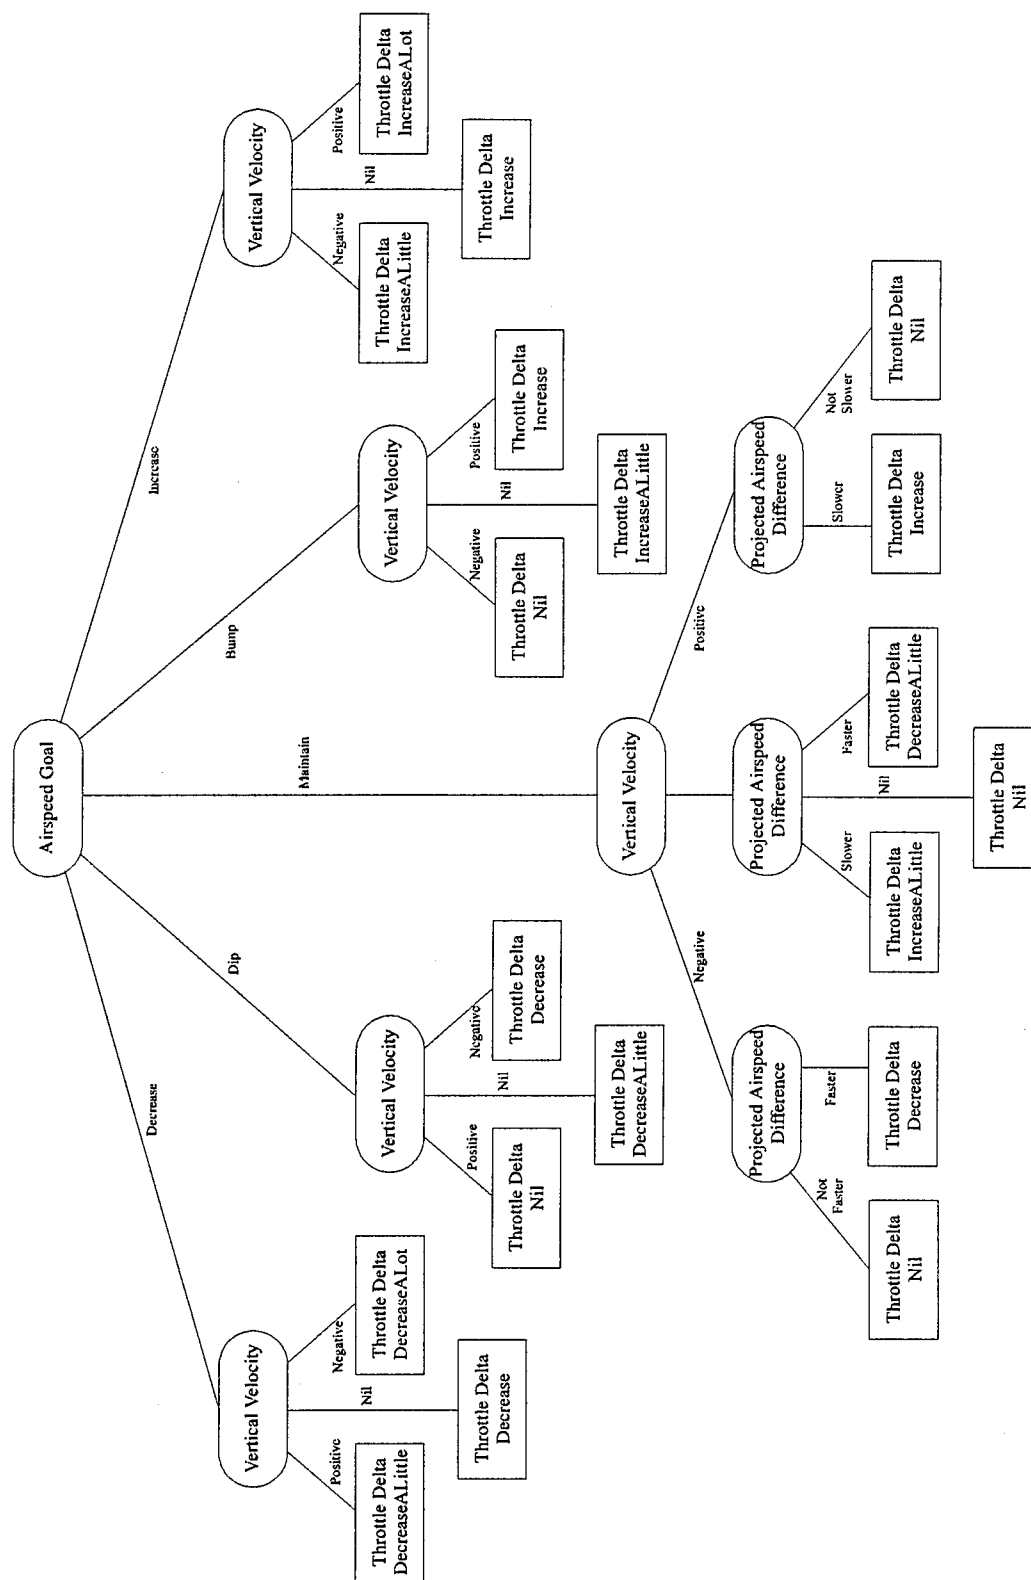 Airspeed Goal
Decrease
Dip
Maintain
Bump
Increase
Vertical Velocity
Positive
Nil
Negative
Throttle Delta
DecreaseALittle
Throttle Delta
Decrease
Throttle Delta
DecreaseALot
Vertical Velocity
Positive
Nil
Negative
Throttle Delta
Nil
Throttle Delta
DecreaseALittle
Throttle Delta
Decrease
Vertical Velocity
Negative
Nil
Positive
Throttle Delta
Nil
Throttle Delta
IncreaseALittle
Throttle Delta
Increase
Vertical Velocity
Negative
Nil
Positive
Throttle Delta
IncreaseALittle
Throttle Delta
Increase
Throttle Delta
IncreaseALot
Vertical Velocity
Negative
Positive
Projected Airspeed
Difference
Not
Faster
Faster
Throttle Delta
Nil
Throttle Delta
Decrease
Projected Airspeed
Difference
Slower
Nil
Faster
Throttle Delta
IncreaseALittle
Throttle Delta
Nil
Throttle Delta
DecreaseALittle
Projected Airspeed
Difference
Slower
Not
Slower
Throttle Delta
Increase
Throttle Delta
Nil